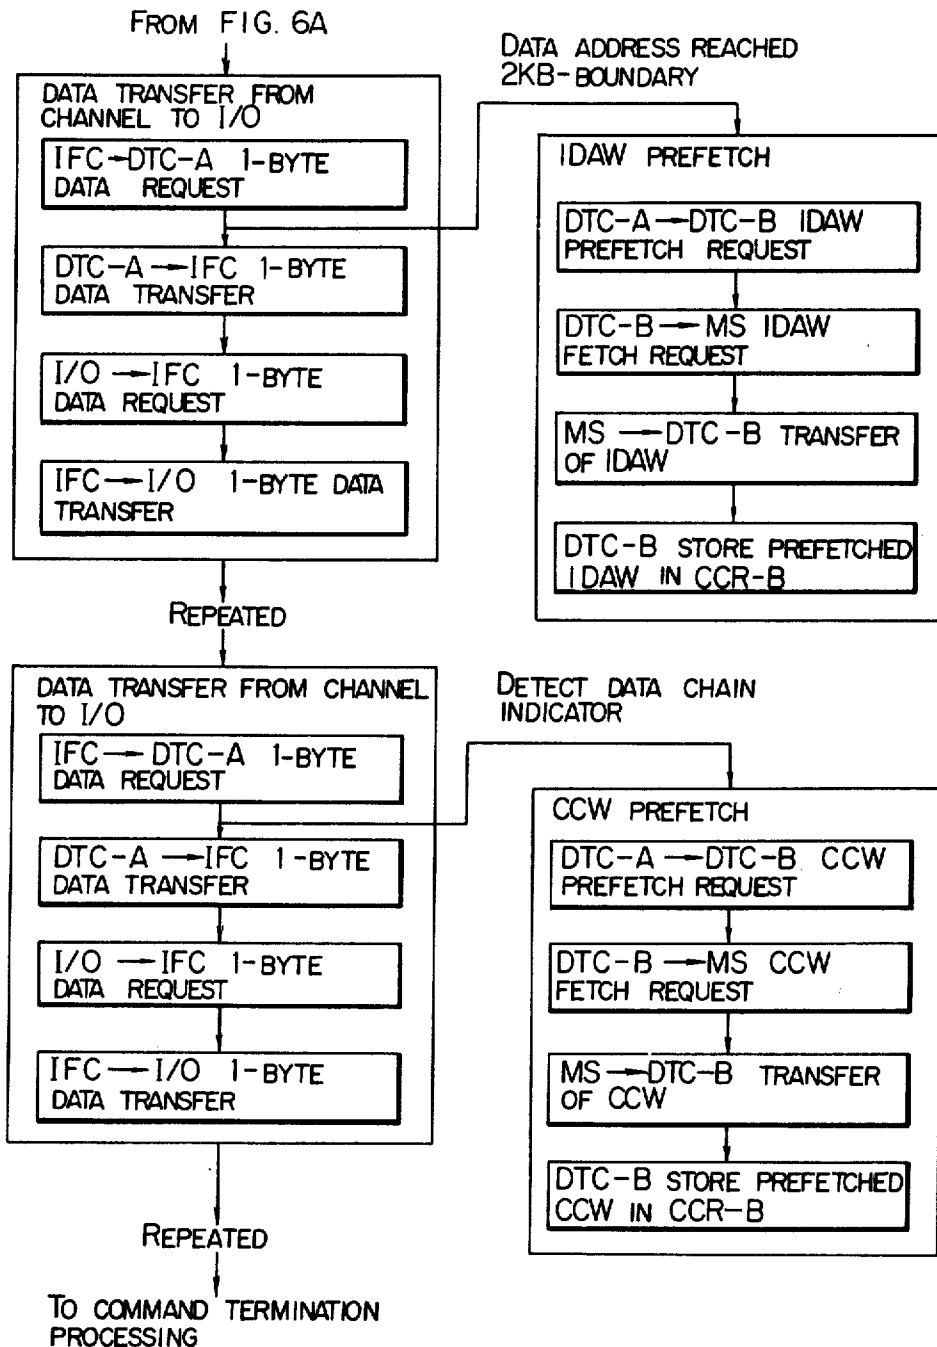 FROM FIG. 6A
DATA TRANSFER FROM
CHANNEL TO I/O
IFC→DTC-A 1-BYTE
DATA REQUEST
DTC-A→IFC 1-BYTE
DATA TRANSFER
I/O→IFC 1-BYTE
DATA REQUEST
IFC→I/O 1-BYTE DATA
TRANSFER
REPEATED
DATA ADDRESS REACHED
2KB-BOUNDARY
IDAW PREFETCH
DTC-A→DTC-B IDAW
PREFETCH REQUEST
DTC-B→MS IDAW
FETCH REQUEST
MS→DTC-B TRANSFER
OF IDAW
DTC-B STORE PREFETCHED
IDAW IN CCR-B
DATA TRANSFER FROM CHANNEL
TO I/O
IFC→DTC-A 1-BYTE
DATA REQUEST
DTC-A→IFC 1-BYTE
DATA TRANSFER
I/O→IFC 1-BYTE
DATA REQUEST
IFC→I/O 1-BYTE
DATA TRANSFER
REPEATED
TO COMMAND TERMINATION
PROCESSING
DETECT DATA CHAIN
INDICATOR
CCW PREFETCH
DTC-A→DTC-B CCW
PREFETCH REQUEST
DTC-B→MS CCW
FETCH REQUEST
MS→DTC-B TRANSFER
OF CCW
DTC-B STORE PREFETCHED
CCW IN CCR-B